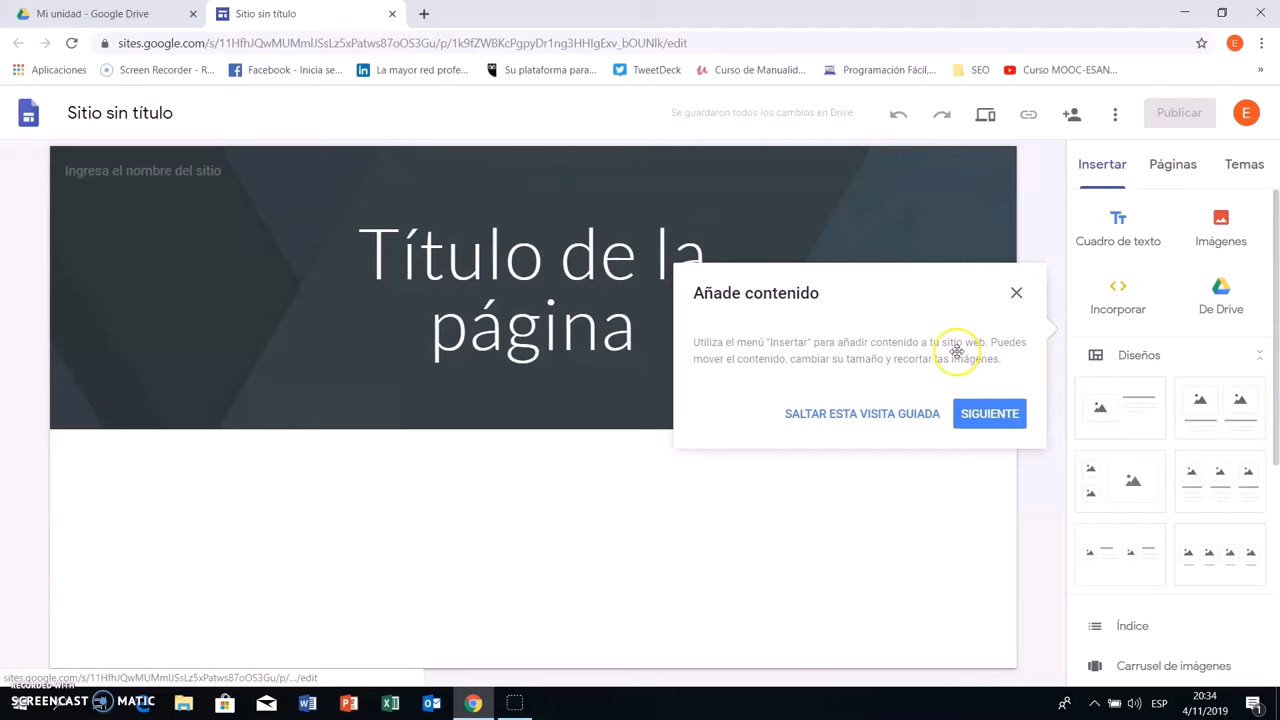 Mi unidad - Google Drive
Sitio sin título
sites.google.com/s/11HfhJQwMUMmIJSsLz5xPatws87oOS3Gu/p/1k9fZWBKcPgpyDr1ng3HHIgExv_bOUNlk/edit
E
Aplicaciones
Screen Recorder - R...
Facebook - Inicia se...
La mayor red profe...
Su plataforma para...
TweetDeck
Curso de Manualid...
Programación Fácil,...
SEO
Curso MOOC-ESAN...
»
Sitio sin título
Se guardaron todos los cambios en Drive.
Publicar
E
Ingresa el nombre del sitio
Insertar
Páginas
Temas
Título de la
página
Tт
Cuadro de texto
Imágenes
Incorporar
De Drive
Añade contenido
Utiliza el menú "Insertar" para añadir contenido a tu sitio web. Puedes
mover el contenido, cambiar su tamaño y recortar las imágenes.
SALTAR ESTA VISITA GUIADA
SIGUIENTE
Diseños
Índice
Carrusel de imágenes
sites.google.com/s/11HfhJQwMUMmIJSsLz5xPatws87oOS3Gu/p/.../edit
RECORDED WITH
SCREENCAST MATIC
ESP
20:34
4/11/2019
1